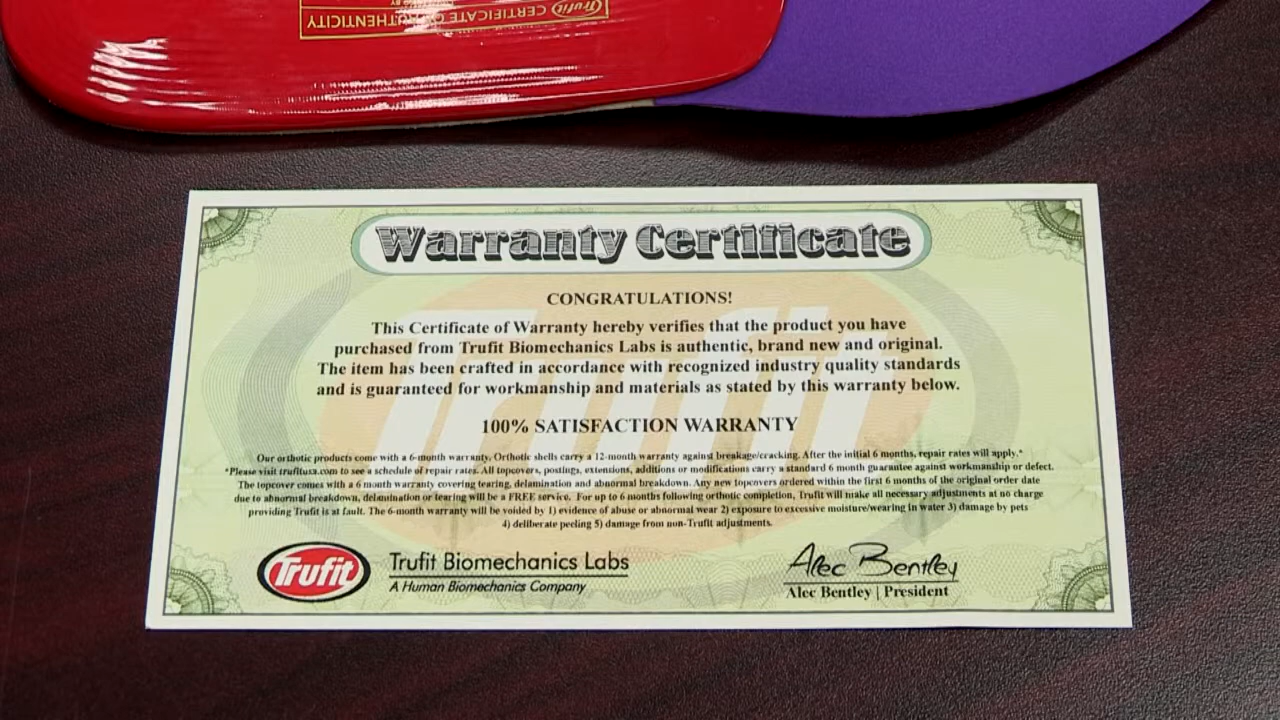 Trufit CERTIFICATE OF AUTHENTICITY
Warranty Certificate
CONGRATULATIONS!
This Certificate of Warranty hereby verifies that the product you have
purchased from Trufit Biomechanics Labs is authentic, brand new and original.
The item has been crafted in accordance with recognized industry quality standards
and is guaranteed for workmanship and materials as stated by this warranty below.
100% SATISFACTION WARRANTY
Our orthotic products come with a 6-month warranty. Orthotic shells carry a 12-month warranty against breakage/cracking. After the initial 6 months, repair rates will apply.*
*Please visit trufitusa.com to see a schedule of repair rates. All topcovers, postings, extensions, additions or modifications carry a standard 6 month guarantee against workmanship or defect.
The topcover comes with a 6 month warranty covering tearing, delamination and abnormal breakdown. Any new topcovers ordered within the first 6 months of the original order date
due to abnormal breakdown, delamination or tearing will be a FREE service. For up to 6 months following orthotic completion, Trufit will make all necessary adjustments at no charge
providing Trufit is at fault. The 6-month warranty will be voided by 1) evidence of abuse or abnormal wear 2) exposure to excessive moisture/wearing in water 3) damage by pets
4) deliberate peeling 5) damage from non-Trufit adjustments.
Trufit
Trufit Biomechanics Labs
A Human Biomechanics Company
Alec Bentley
Alec Bentley | President